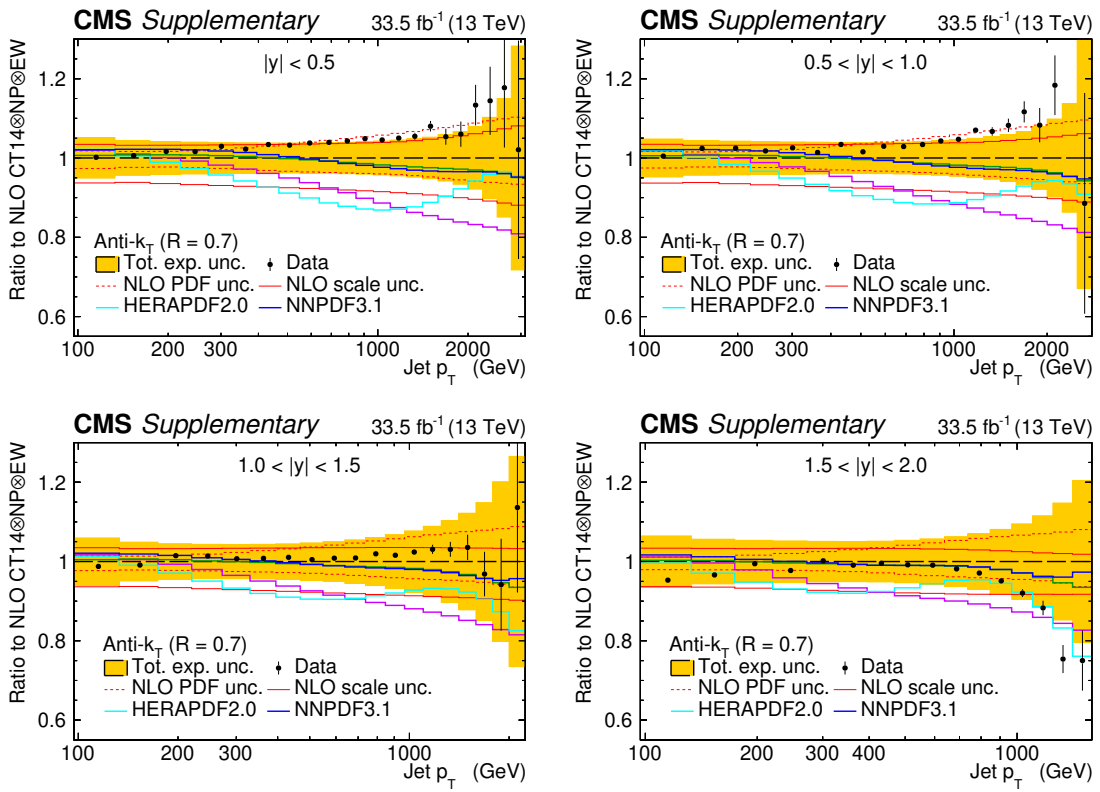 CMS Supplementary 33.5 fb⁻¹ (13 TeV)
|y| < 0.5
Ratio to NLO CT14⊗NP⊗EW
1.2
1
0.8
0.6
Anti-k_T (R = 0.7)
Tot. exp. unc. Data
NLO PDF unc. NLO scale unc.
HERAPDF2.0 NNPDF3.1
100 200 300 1000 2000
Jet p_T (GeV)
CMS Supplementary 33.5 fb⁻¹ (13 TeV)
0.5 < |y| < 1.0
Ratio to NLO CT14⊗NP⊗EW
1.2
1
0.8
0.6
Anti-k_T (R = 0.7)
Tot. exp. unc. Data
NLO PDF unc. NLO scale unc.
HERAPDF2.0 NNPDF3.1
100 200 300 1000 2000
Jet p_T (GeV)
CMS Supplementary 33.5 fb⁻¹ (13 TeV)
1.0 < |y| < 1.5
Ratio to NLO CT14⊗NP⊗EW
1.2
1
0.8
0.6
Anti-k_T (R = 0.7)
Tot. exp. unc. Data
NLO PDF unc. NLO scale unc.
HERAPDF2.0 NNPDF3.1
100 200 300 1000
Jet p_T (GeV)
CMS Supplementary 33.5 fb⁻¹ (13 TeV)
1.5 < |y| < 2.0
Ratio to NLO CT14⊗NP⊗EW
1.2
1
0.8
0.6
Anti-k_T (R = 0.7)
Tot. exp. unc. Data
NLO PDF unc. NLO scale unc.
HERAPDF2.0 NNPDF3.1
100 200 300 400 1000
Jet p_T (GeV)